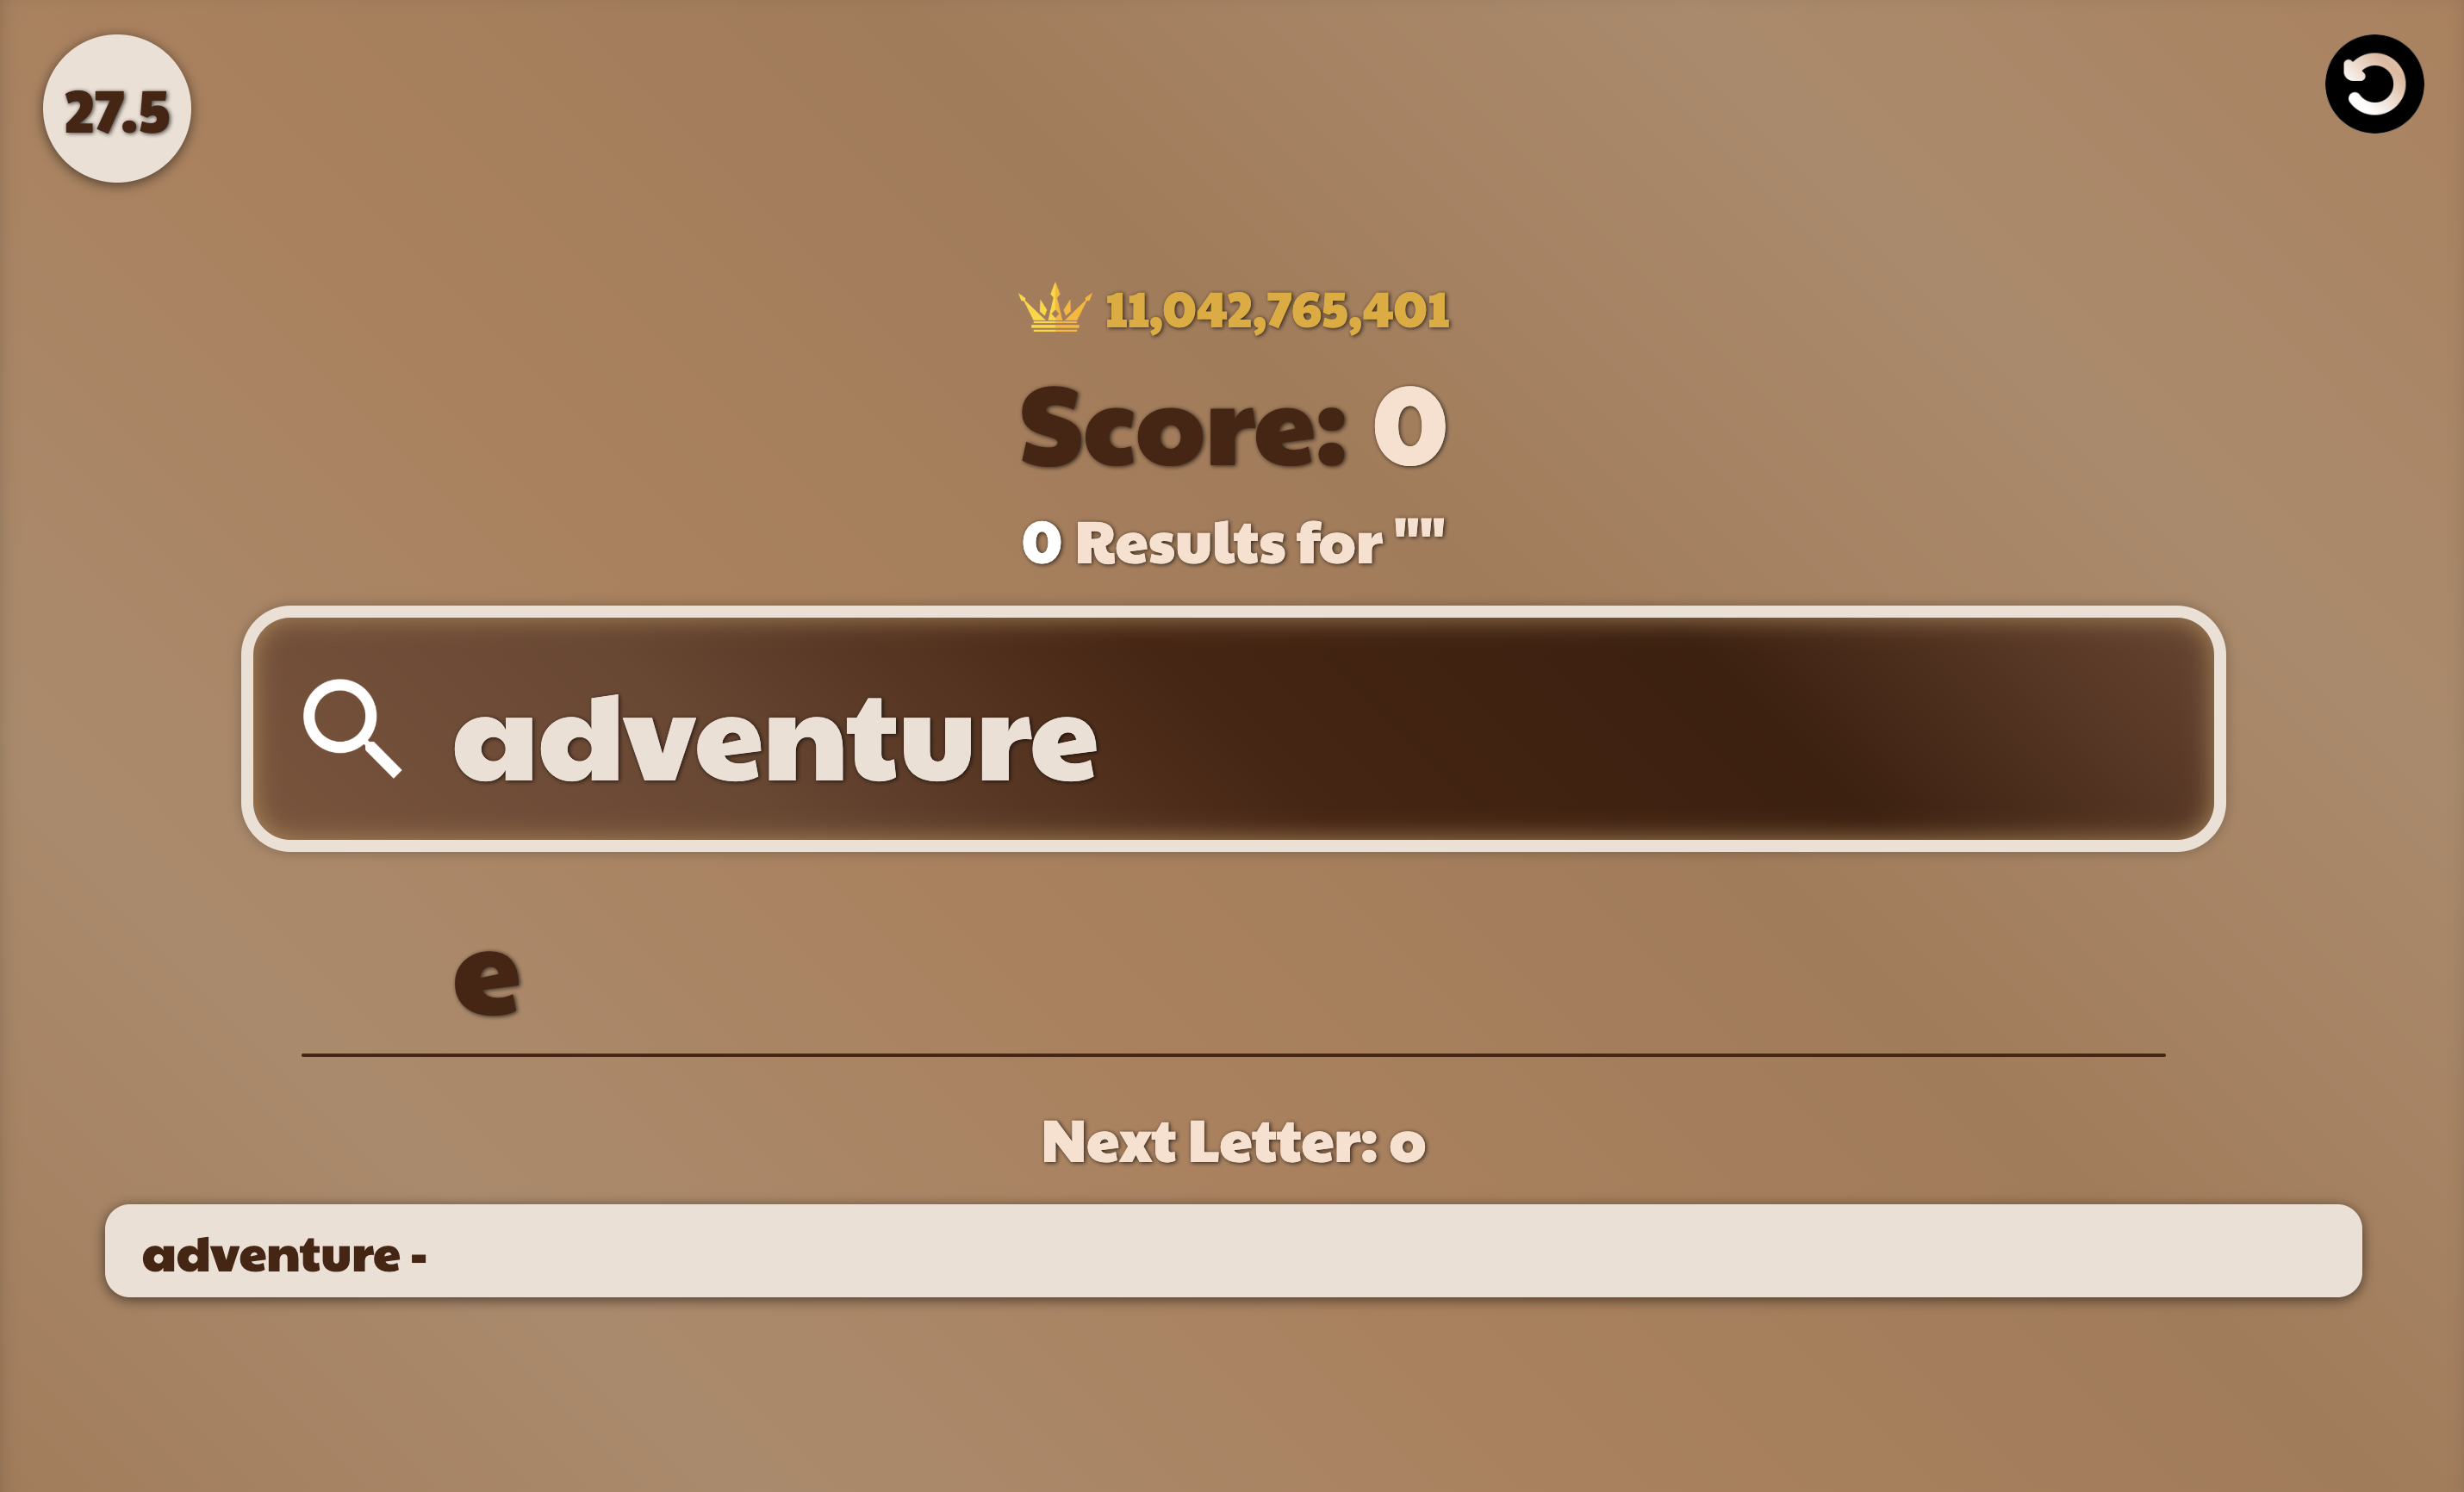 27.5
11,042,765,401
Score: 0
0 Results for ""
adventure
e
Next Letter: o
adventure -